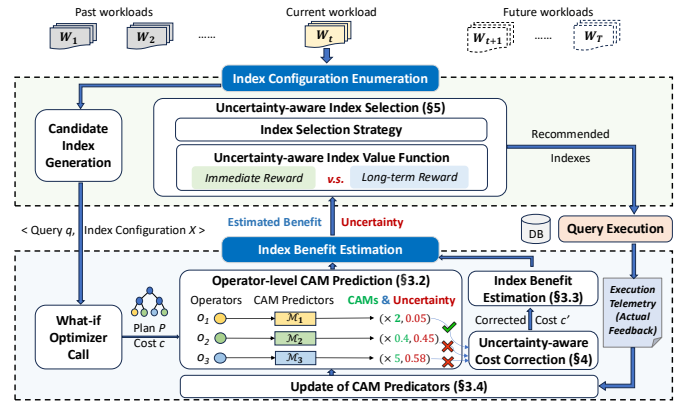 Past workloads
Current workload
Future workloads
W1
W2
......
Wt
Wt+1
......
WT
Index Configuration Enumeration
Uncertainty-aware Index Selection (§5)
Index Selection Strategy
Uncertainty-aware Index Value Function
Immediate Reward v.s. Long-term Reward
Candidate
Index
Generation
Recommended
Indexes
< Query q, Index Configuration X >
Estimated Benefit
Uncertainty
DB
Query Execution
Index Benefit Estimation
Operator-level CAM Prediction (§3.2)
Operators CAM Predictors CAMs & Uncertainty
O1 M1 (× 2, 0.05)
O2 M2 (× 0.4, 0.45)
O3 M3 (× 5, 0.58)
What-if
Optimizer
Call
Plan P
Cost c
Index Benefit
Estimation (§3.3)
Corrected Cost c’
Uncertainty-aware
Cost Correction (§4)
Execution
Telemetry
(Actual
Feedback)
Update of CAM Predicators (§3.4)